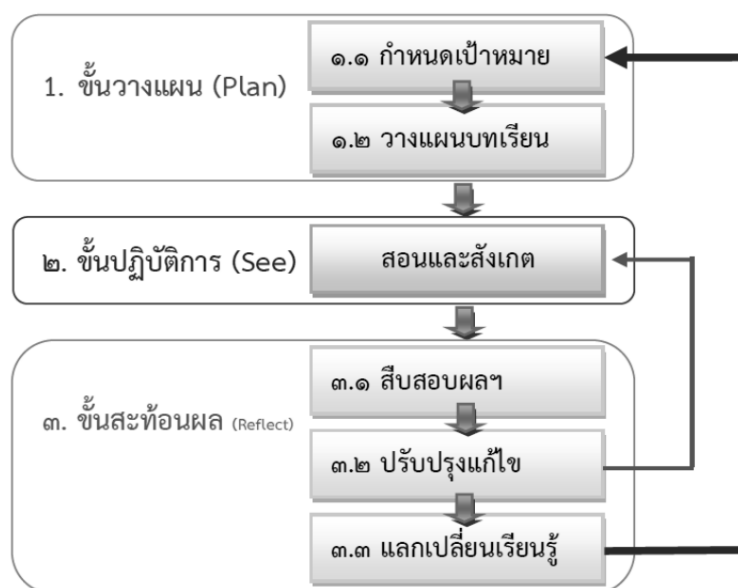 ๑.๑ กำหนดเป้าหมาย
1. ขั้นวางแผน (Plan)
๑.๒ วางแผนบทเรียน
๒. ขั้นปฏิบัติการ (See)
สอนและสังเกต
๓.๑ สืบสอบผลฯ
๓. ขั้นสะท้อนผล (Reflect)
๓.๒ ปรับปรุงแก้ไข
๓.๓ แลกเปลี่ยนเรียนรู้